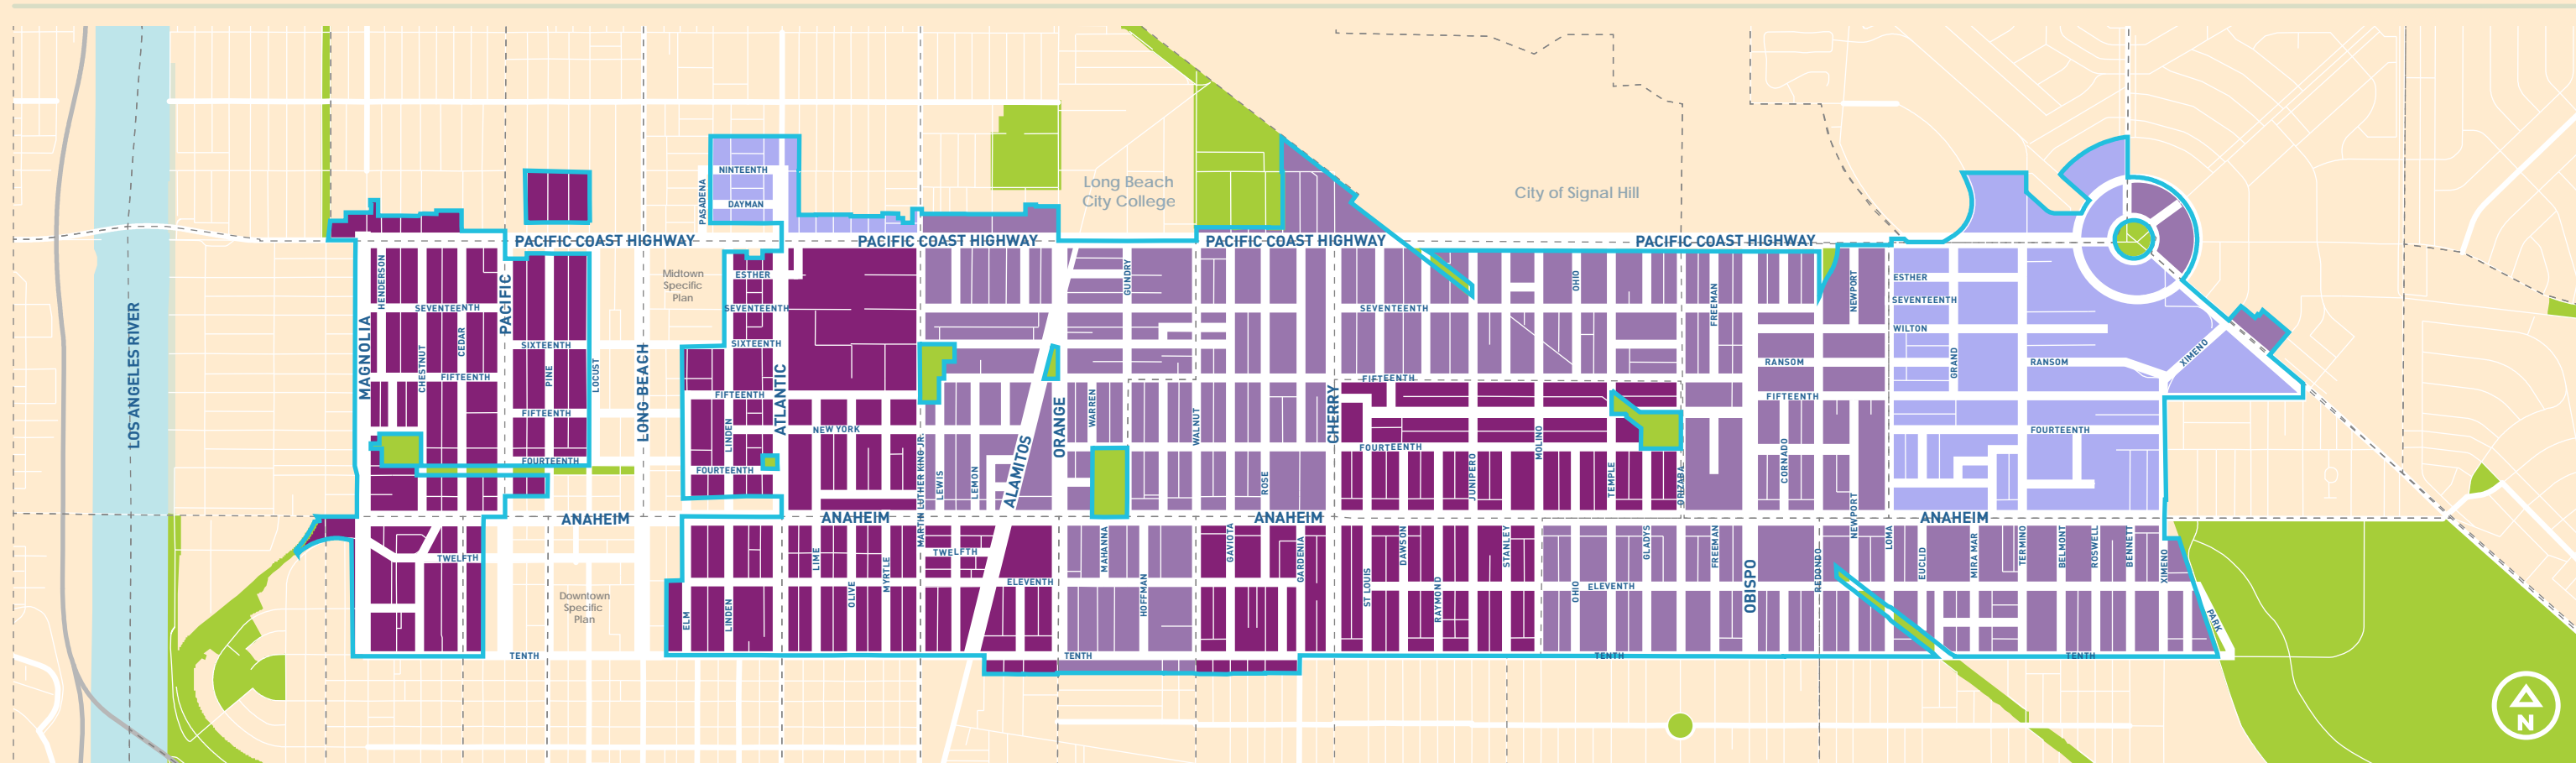 Long Beach
City College
City of Signal Hill
NINTEENTH
PASADENA
DAYMAN
PACIFIC COAST HIGHWAY
PACIFIC COAST HIGHWAY
PACIFIC COAST HIGHWAY
PACIFIC COAST HIGHWAY
LOS ANGELES RIVER
MAGNOLIA
HENDERSON
SEVENTEENTH
CEDAR
CHESTNUT
FIFTEENTH
PACIFIC
SIXTEENTH
PINE
FIFTEENTH
FOURTEENTH
LOCUST
LONG BEACH
Midtown
Specific
Plan
ESTHER
SEVENTEENTH
SIXTEENTH
FIFTEENTH
LINDEN
FOURTEENTH
ATLANTIC
NEW YORK
MARTIN LUTHER KING JR.
LEWIS
LEMON
ALAMITOS
ORANGE
GUNDRY
WARREN
WALNUT
ROSE
CHERRY
SEVENTEENTH
FIFTEENTH
FOURTEENTH
OHIO
JUNIPERO
MOLINO
TEMPLE
ORIZABA
FREEMAN
RANSOM
FIFTEENTH
CORNADO
NEWPORT
NEWPORT
ESTHER
SEVENTEENTH
WILTON
GRAND
RANSOM
XIMENO
FOURTEENTH
ANAHEIM
ANAHEIM
ANAHEIM
ANAHEIM
TWELFTH
Downtown
Specific
Plan
TENTH
ELM
LINDEN
LIME
OLIVE
MYRTLE
TWELFTH
ELEVENTH
MAHANNA
HOFFMAN
TENTH
GAVIOTA
GARDENIA
ST LOUIS
DAWSON
RAYMOND
STANLEY
OHIO
ELEVENTH
GLADYS
TENTH
FREEMAN
OBISPO
REDONDO
LOMA
EUCLID
MIRA MAR
TERMINO
BELMONT
ROSWELL
BENNETT
XIMENO
TENTH
PARK
N